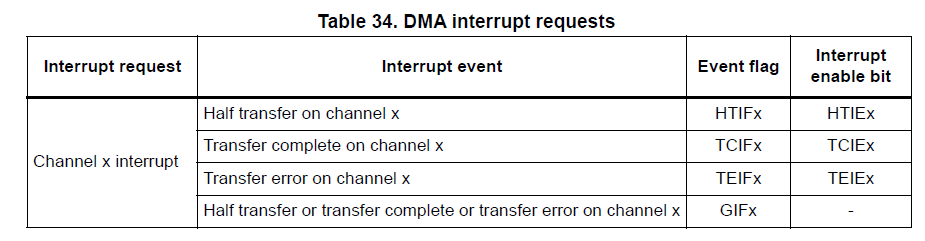 Table 34. DMA interrupt requests
Interrupt request Interrupt event Event flag Interrupt enable bit
Channel x interrupt
Half transfer on channel x HTIFx HTIEx
Transfer complete on channel x TCIFx TCIEx
Transfer error on channel x TEIFx TEIEx
Half transfer or transfer complete or transfer error on channel x GIFx -